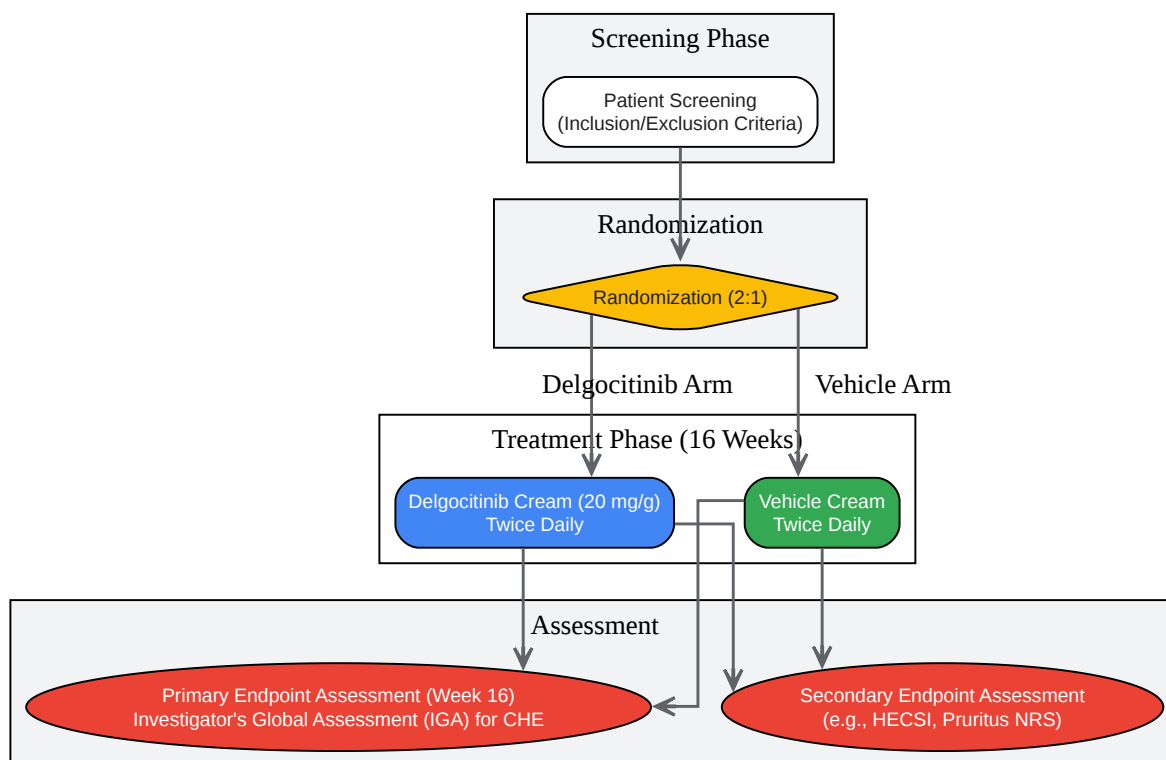 Screening Phase
Patient Screening
(Inclusion/Exclusion Criteria)
Randomization
Randomization (2:1)
Delgocitinib Arm
Vehicle Arm
Treatment Phase (16 Weeks)
Delgocitinib Cream (20 mg/g)
Twice Daily
Vehicle Cream
Twice Daily
Assessment
Primary Endpoint Assessment (Week 16)
Investigator's Global Assessment (IGA) for CHE
Secondary Endpoint Assessment
(e.g., HECSI, Pruritus NRS)